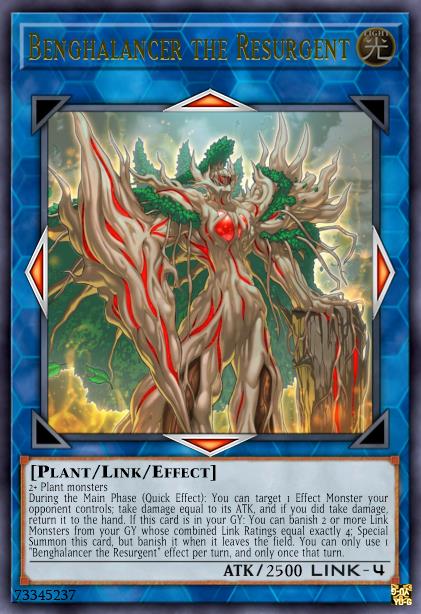 Benghalancer the Resurgent
LIGHT
光
[Plant/Link/Effect]
2+ Plant monsters
During the Main Phase (Quick Effect): You can target 1 Effect Monster your
opponent controls; take damage equal to its ATK, and if you did take damage,
return it to the hand. If this card is in your GY: You can banish 2 or more Link
Monsters from your GY whose combined Link Ratings equal exactly 4; Special
Summon this card, but banish it when it leaves the field. You can only use 1
"Benghalancer the Resurgent" effect per turn, and only once that turn.
ATK/2500 LINK-4
73345237